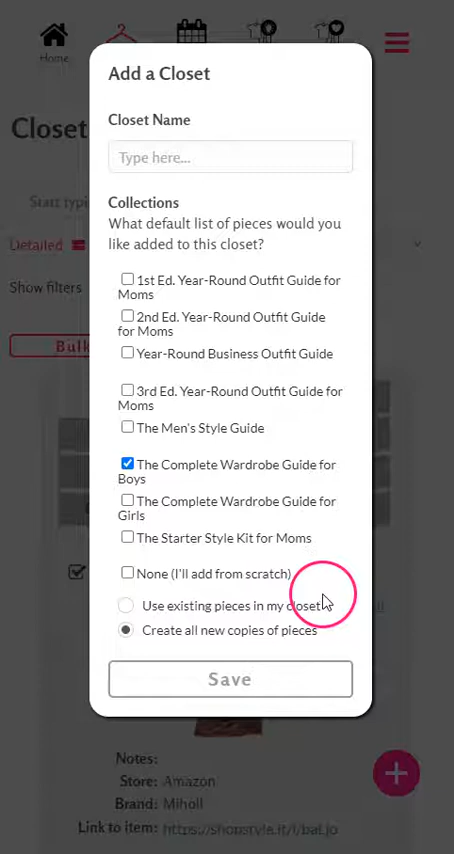 Home
Add a Closet
Closet
Closet Name
Type here...
Start typi
Collections
What default list of pieces would you
like added to this closet?
Detailed
Show filters
1st Ed. Year-Round Outfit Guide for
Moms
2nd Ed. Year-Round Outfit Guide
for Moms
Bulk
Year-Round Business Outfit Guide
3rd Ed. Year-Round Outfit Guide for
Moms
The Men's Style Guide
The Complete Wardrobe Guide for
Boys
The Complete Wardrobe Guide for
Girls
The Starter Style Kit for Moms
None (I'll add from scratch)
Use existing pieces in my closet
Create all new copies of pieces
Save
Notes:
Store: Amazon
Brand: Miholl
Link to item: https://shopstyle.it/l/baLjo